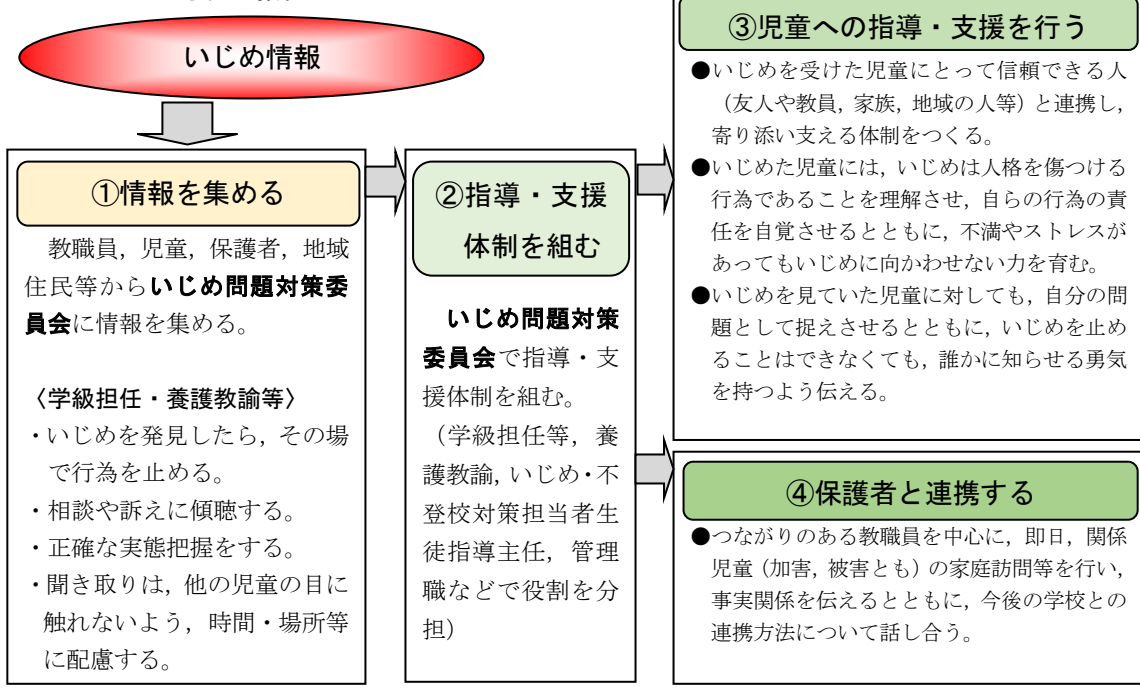 いじめ情報
①情報を集める
教職員，児童，保護者，地域
住民等からいじめ問題対策委
員会に情報を集める。
〈学級担任・養護教諭等〉
・いじめを発見したら，その場
で行為を止める。
・相談や訴えに傾聴する。
・正確な実態把握をする。
・聞き取りは，他の児童の目に
触れないよう，時間・場所等
に配慮する。
②指導・支援
体制を組む
いじめ問題対策
委員会で指導・支
援体制を組む。
（学級担任等，養
護教諭，いじめ・不
登校対策担当者生
徒指導主任，管理
職などで役割を分
担）
③児童への指導・支援を行う
●いじめを受けた児童にとって信頼できる人
（友人や教員，家族，地域の人等）と連携し，
寄り添い支える体制をつくる。
●いじめた児童には，いじめは人格を傷つける
行為であることを理解させ，自らの行為の責
任を自覚させるとともに，不満やストレスが
あってもいじめに向かわせない力を育む。
●いじめを見ていた児童に対しても，自分の問
題として捉えさせるとともに，いじめを止め
ることはできなくても，誰かに知らせる勇気
を持つよう伝える。
④保護者と連携する
●つながりのある教職員を中心に，即日，関係
児童（加害，被害とも）の家庭訪問等を行い，
事実関係を伝えるとともに，今後の学校との
連携方法について話し合う。